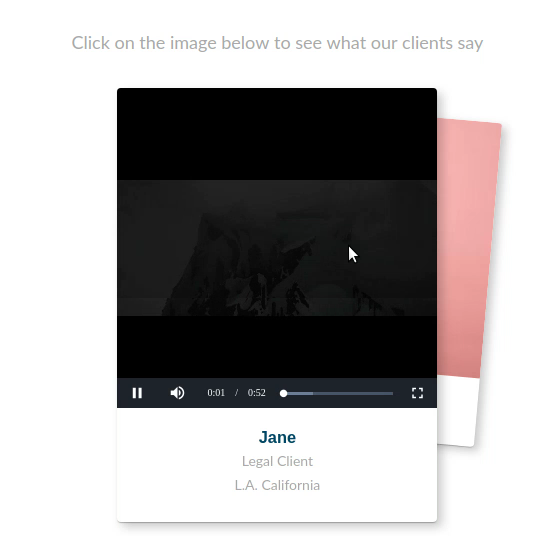 Click on the image below to see what our clients say
0:01 / 0:52
Jane
Legal Client
L.A. California